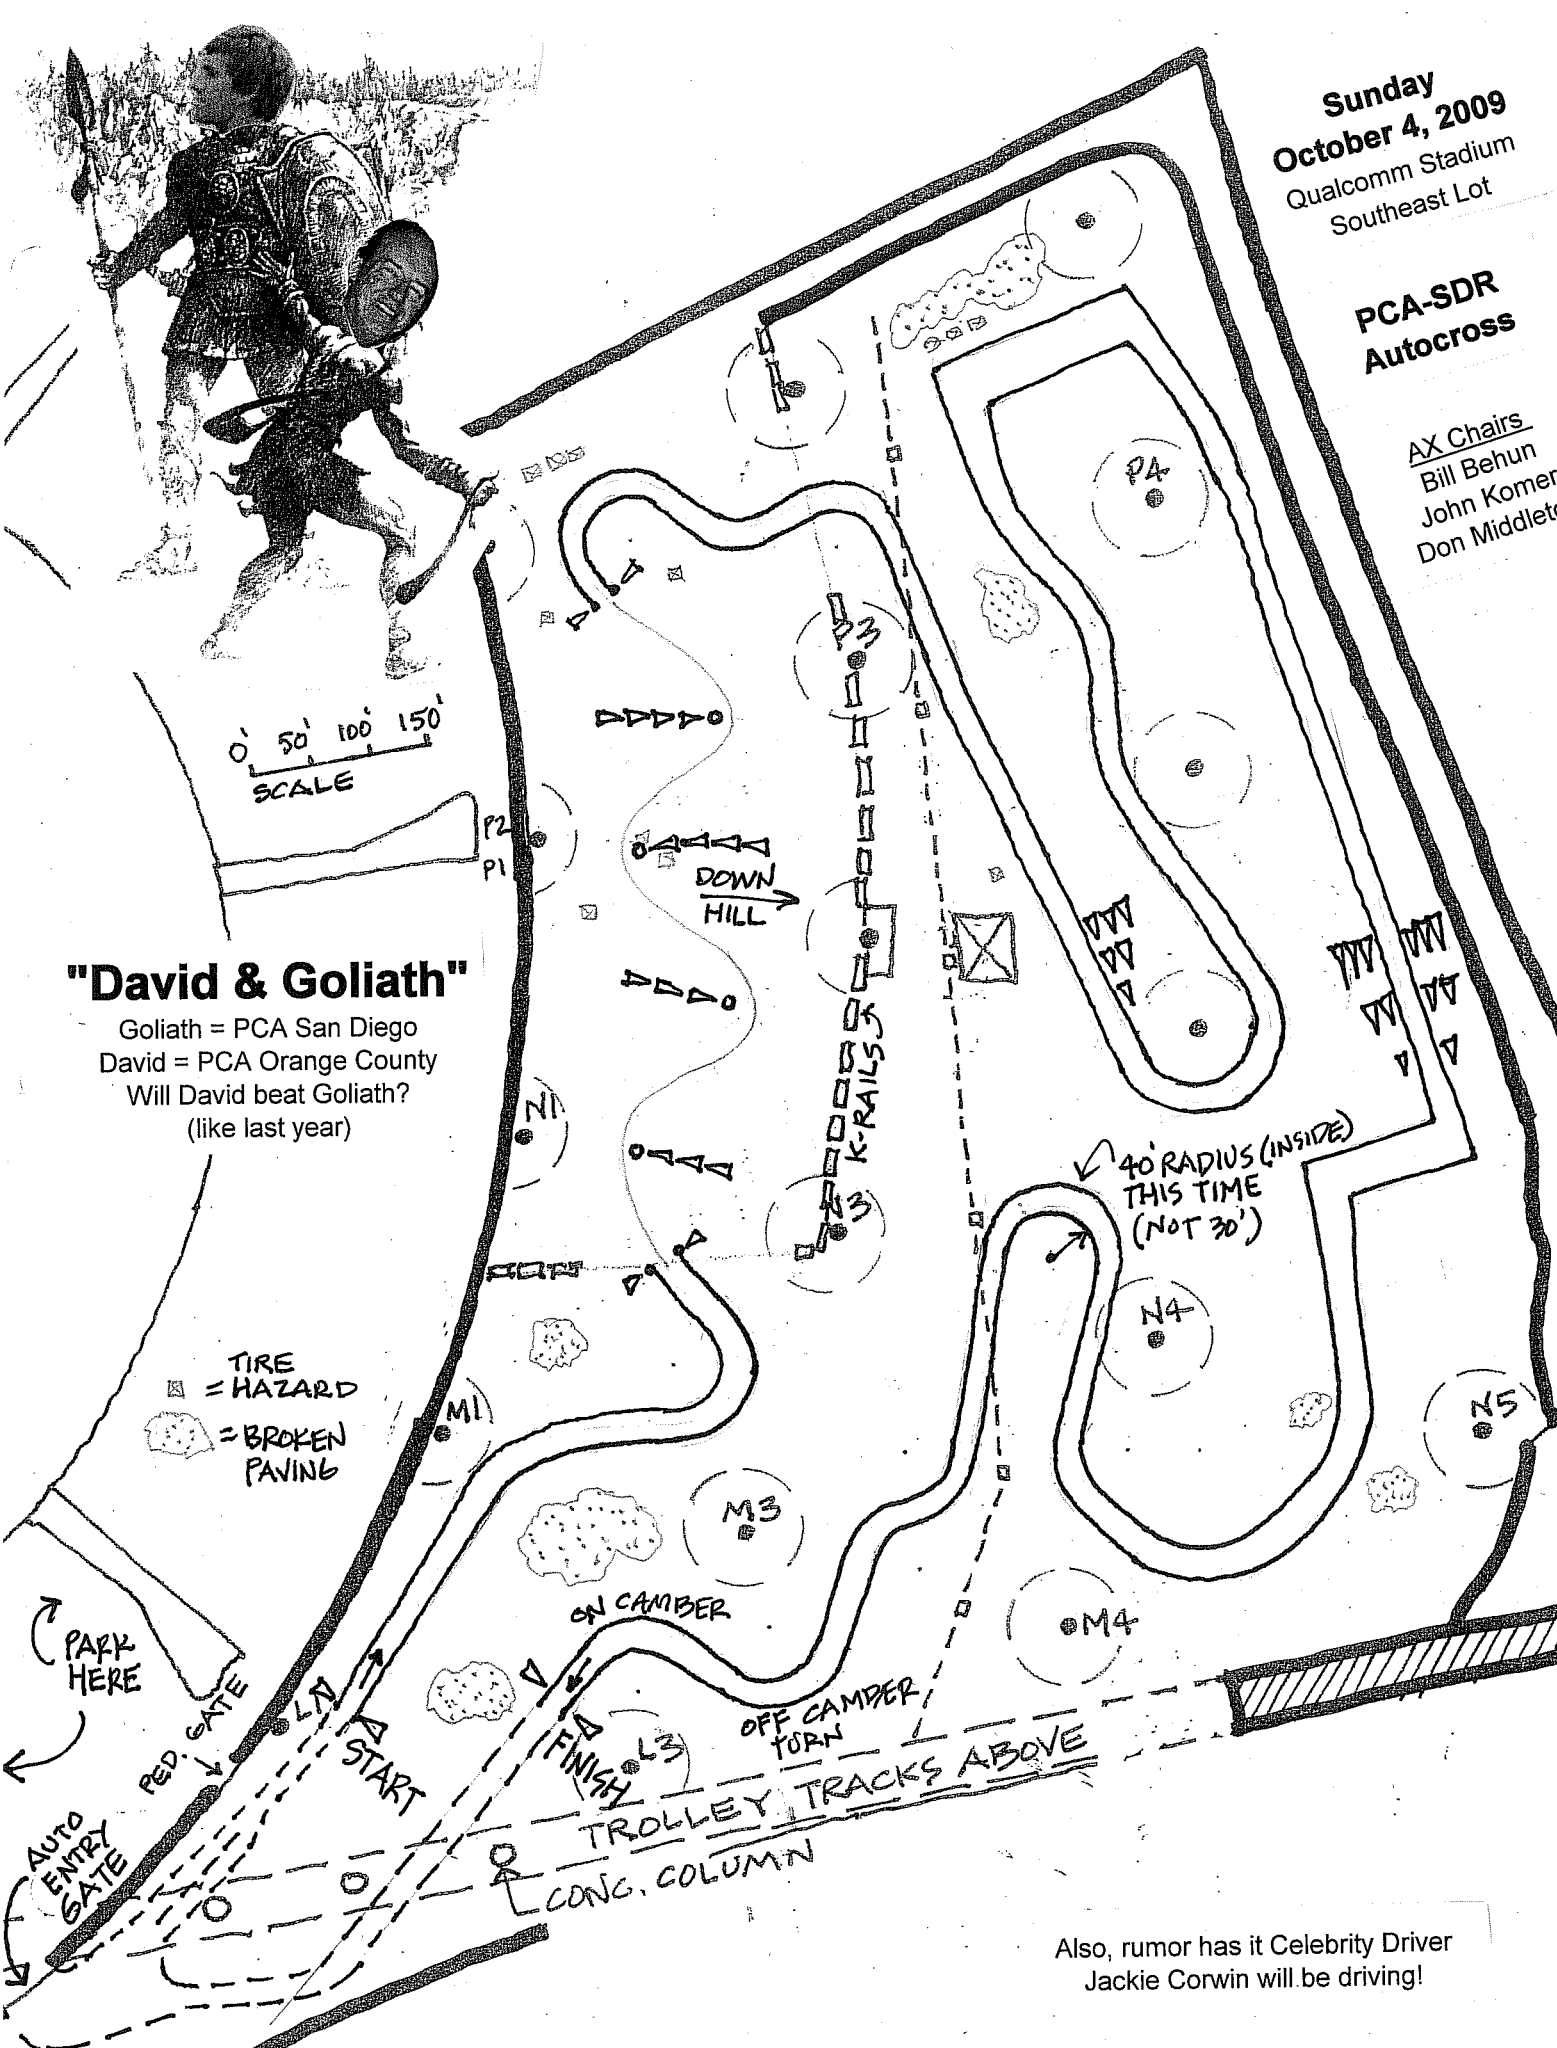 Sunday
October 4, 2009
Qualcomm Stadium
Southeast Lot
PCA-SDR
Autocross
AX Chairs
Bill Behun
John Komer
Don Middlet
P4
P3
0' 50' 100' 150'
SCALE
P2
P1
DOWN
HILL
"David & Goliath"
Goliath = PCA San Diego
David = PCA Orange County
Will David beat Goliath?
(like last year)
K-RAILS
N1
N3
40' RADIUS (INSIDE)
THIS TIME
(NOT 30')
N4
N5
TIRE
= HAZARD
= BROKEN
PAVING
M1
M3
M4
ON CAMBER
OFF CAMBER
TURN
PARK
HERE
PED. GATE
L1
START
FINISH
L3
TROLLEY TRACKS ABOVE
CONC. COLUMN
AUTO
ENTRY
GATE
Also, rumor has it Celebrity Driver
Jackie Corwin will be driving!